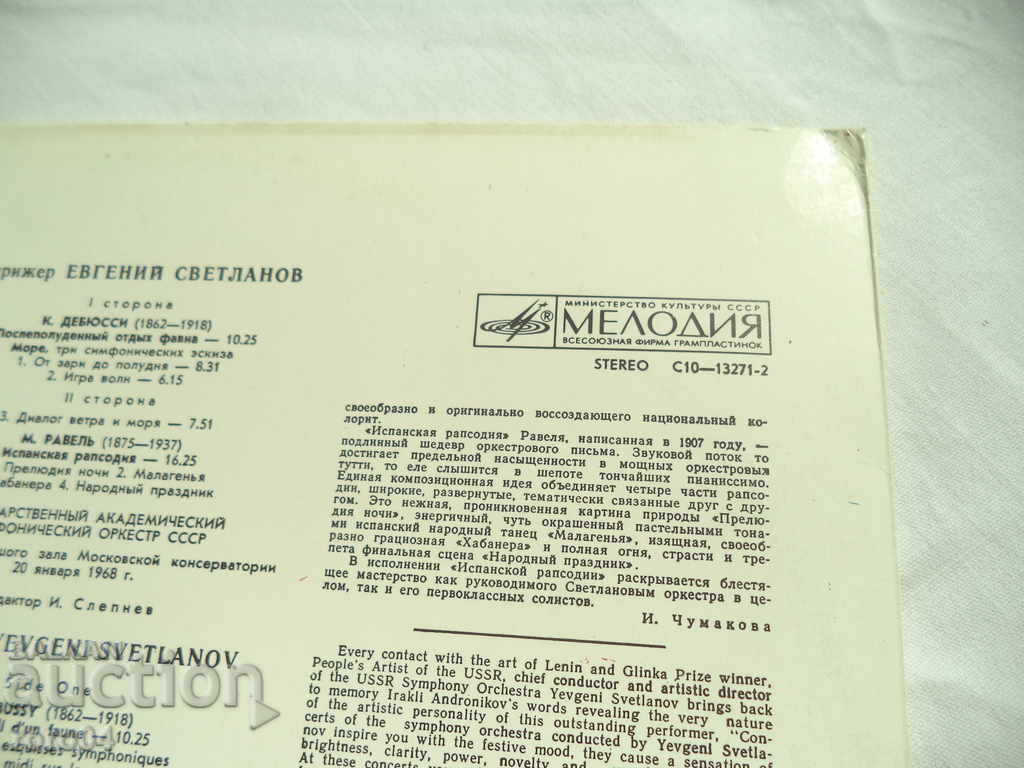 ЕВГЕНИЙ СВЕТЛАНОВ
I сторона
К. ДЕБЮССИ (1862—1918)
Послеполуденный отдых фавна — 10.25
Море, три симфонических эскиза
1. От зари до полудня — 8.31
2. Игра волн — 6.15
II сторона
3. Диалог ветра и моря — 7.51
М. РАВЕЛЬ (1875—1937)
Испанская рапсодия — 16.25
Прелюдия ночи 2. Малагенья
4. Народный праздник
АКАДЕМИЧЕСКИЙ
ОРКЕСТР СССР
зала Московской консерватории
20 января 1968 г.
И. Слепнев
YEVGENI SVETLANOV
Side One
(1862—1918)
d'un faune — 10.25
esquisses symphoniques
МИНИСТЕРСТВО КУЛЬТУРЫ СССР
® МЕЛОДИЯ
ВСЕСОЮЗНАЯ ФИРМА ГРАМПЛАСТИНОК
STEREO С10—13271-2
своеобразно и оригинально воссоздающего национальный ко-
лорит.
«Испанская рапсодия» Равеля, написанная в 1907 году, —
подлинный шедевр оркестрового письма. Звуковой поток то
достигает предельной насыщенности в мощных оркестровых
тутти, то еле слышится в шепоте тончайших пианиссимо.
Единая композиционная идея объединяет четыре части рапсо-
дии, широкие, развернутые, тематически связанные друг с дру-
гом. Это нежная, проникновенная картина природы «Прелю-
дия ночи», энергичный, чуть окрашенный пастельными тона-
ми испанский народный танец «Малагенья», изящная, своеоб-
разно грациозная «Хабанера» и полная огня, страсти и тре-
пета финальная сцена «Народный праздник».
В исполнении «Испанской рапсодии» раскрывается блестя-
щее мастерство как руководимого Светлановым оркестра в це-
лом, так и его первоклассных солистов.
И. Чумакова
Every contact with the art of Lenin and Glinka Prize winner,
People's Artist of the USSR, chief conductor and artistic director
of the USSR Symphony Orchestra Yevgeni Svetlanov brings back
to memory Irakli Andronikov's words revealing the very nature
of the artistic personality of this outstanding performer, "Con-
certs of the symphony orchestra conducted by Yevgeni Svetla-
nov inspire you with the festive mood, they cause a sensation of
brightness, clarity, power, novelty and
At these concerts
auction